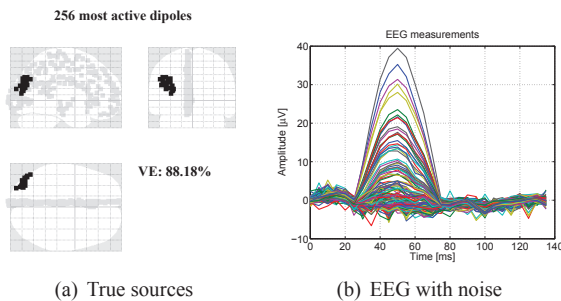 256 most active dipoles
VE: 88.18%
(a) True sources
EEG measurements
Amplitude [µV]
40
30
20
10
0
−10
0 20 40 60 80 100 120 140
Time [ms]
(b) EEG with noise